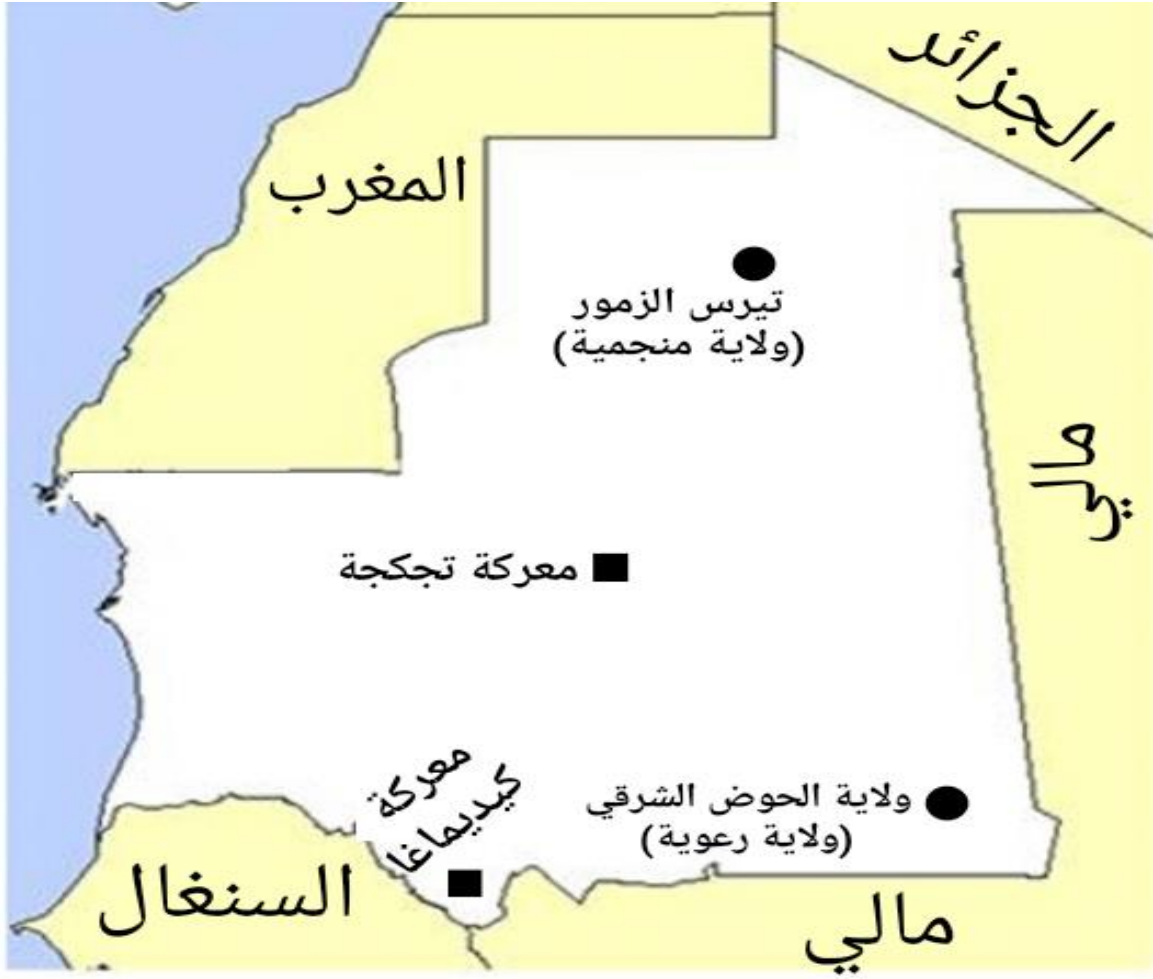 الجزائر
المغرب
تيرس الزمور
(ولاية منجمية)
مالي
معركة تجكجة
معركة
كيديماغا
ولاية الحوض الشرقي
(ولاية رعوية)
السنغال
مالي